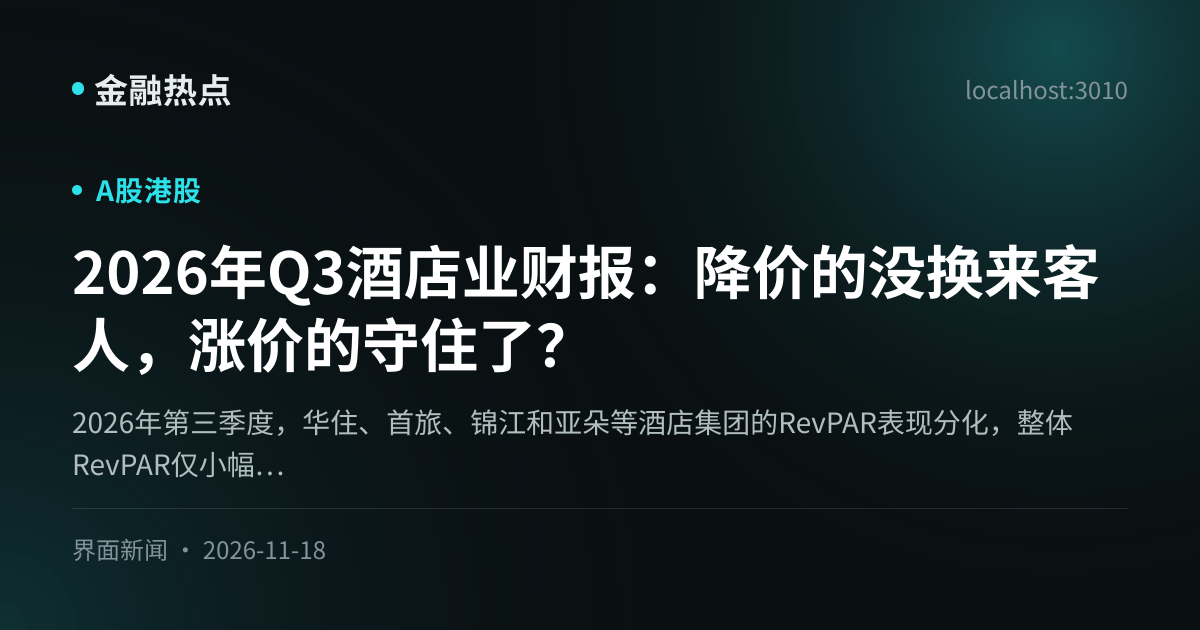 金融热点
localhost:3010
A股港股
2026年Q3酒店业财报：降价的没换来客
人，涨价的守住了？
2026年第三季度，华住、首旅、锦江和亚朵等酒店集团的RevPAR表现分化，整体
RevPAR仅小幅…
界面新闻 · 2026-11-18